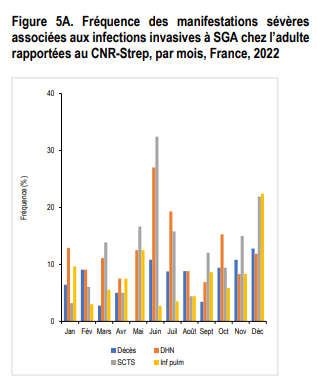 Figure 5A. Fréquence des manifestations sévères
associées aux infections invasives à SGA chez l'adulte
rapportées au CNR-Strep, par mois, France, 2022
40
30
20
10
0
Fréquence (%)
Jan Fév Mars Avr Mai Juin Juil Août Sept Oct Nov Déc
Décès DHN
SCTS Inf pulm